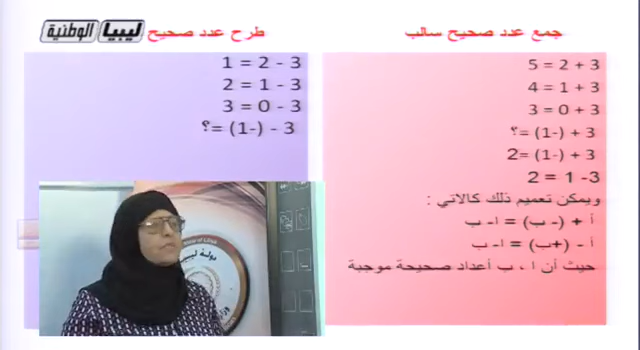 جمع عدد صحيح سالب
3 + 2 = 5
3 + 1 = 4
3 + 0 = 3
3 + (-1) =؟
3 + (-1) =2
3- 1 = 2
ويمكن تعميم ذلك كالاتي :
أ + (- ب) = ا- ب
أ - (+ب) = ا- ب
حيث أن ا ، ب أعداد صحيحة موجبة
طرح عدد صحيح
ليبيا الوطنية
3 - 2 = 1
3 - 1 = 2
3 - 0 = 3
3 - (-1) =؟
دولة ليبيا